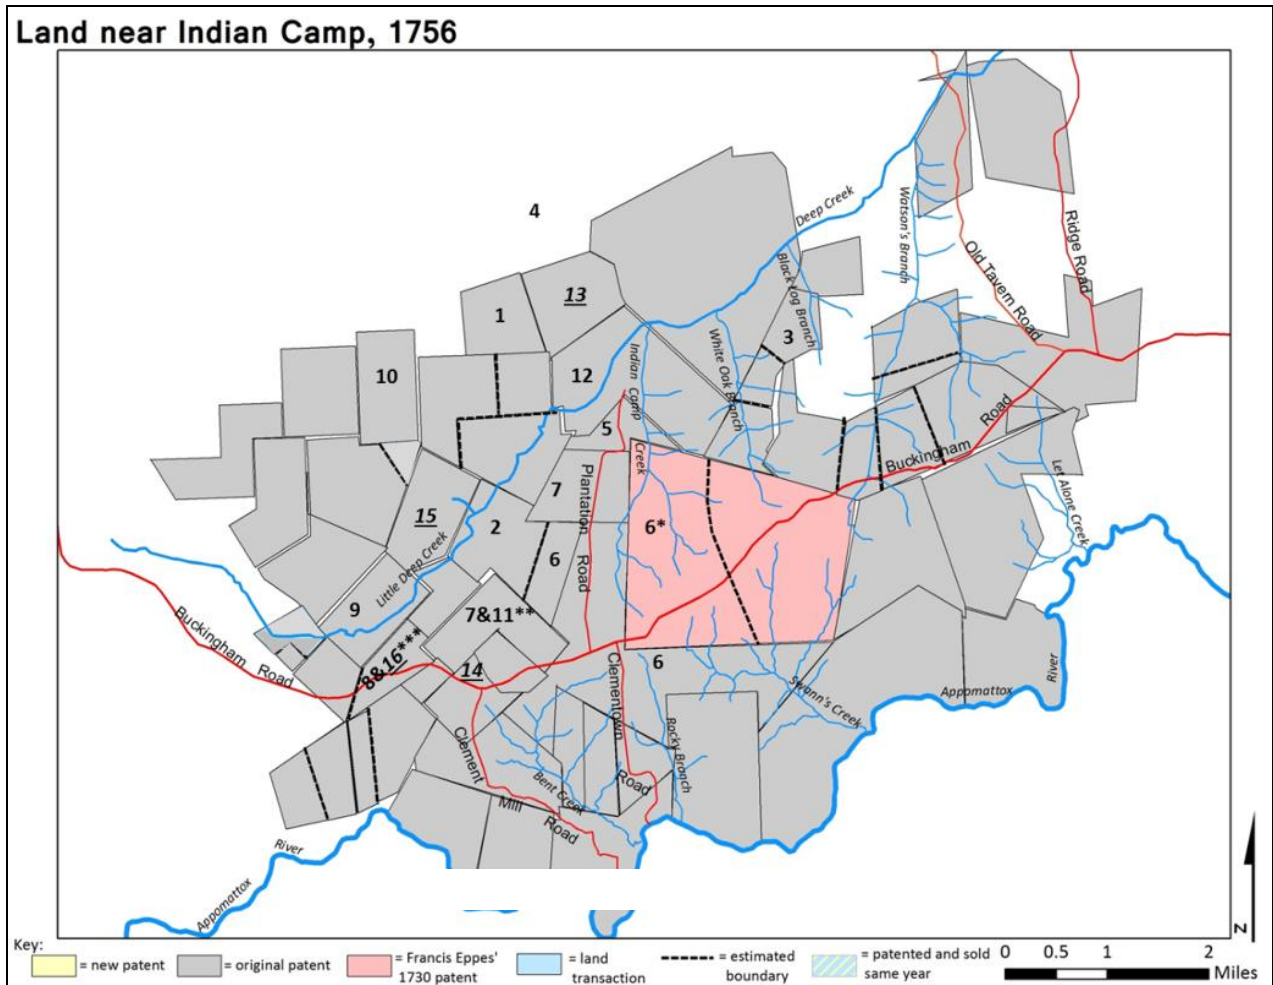 Land near Indian Camp, 1756
4
Deep Creek
Watson's Branch
Ridge Road
Old Tavern Road
Black Log Branch
13
1
3
White Oak Branch
Indian Camp
Creek
10
12
5
Buckingham
Road
Let Alone Creek
7
Plantation
Road
15
2
6*
6
Little Deep Creek
9
7&11**
Buckingham
Road
8&16***
14
6
Clementown
Road
Swann's Creek
Appomattox
River
Rocky Branch
Clement
Mill
Road
Bent Creek
River
Appomattox
N
Key:
= new patent
= original patent
= Francis Eppes'
1730 patent
= land
transaction
= estimated
boundary
= patented and sold
same year
0 0.5 1 2
Miles